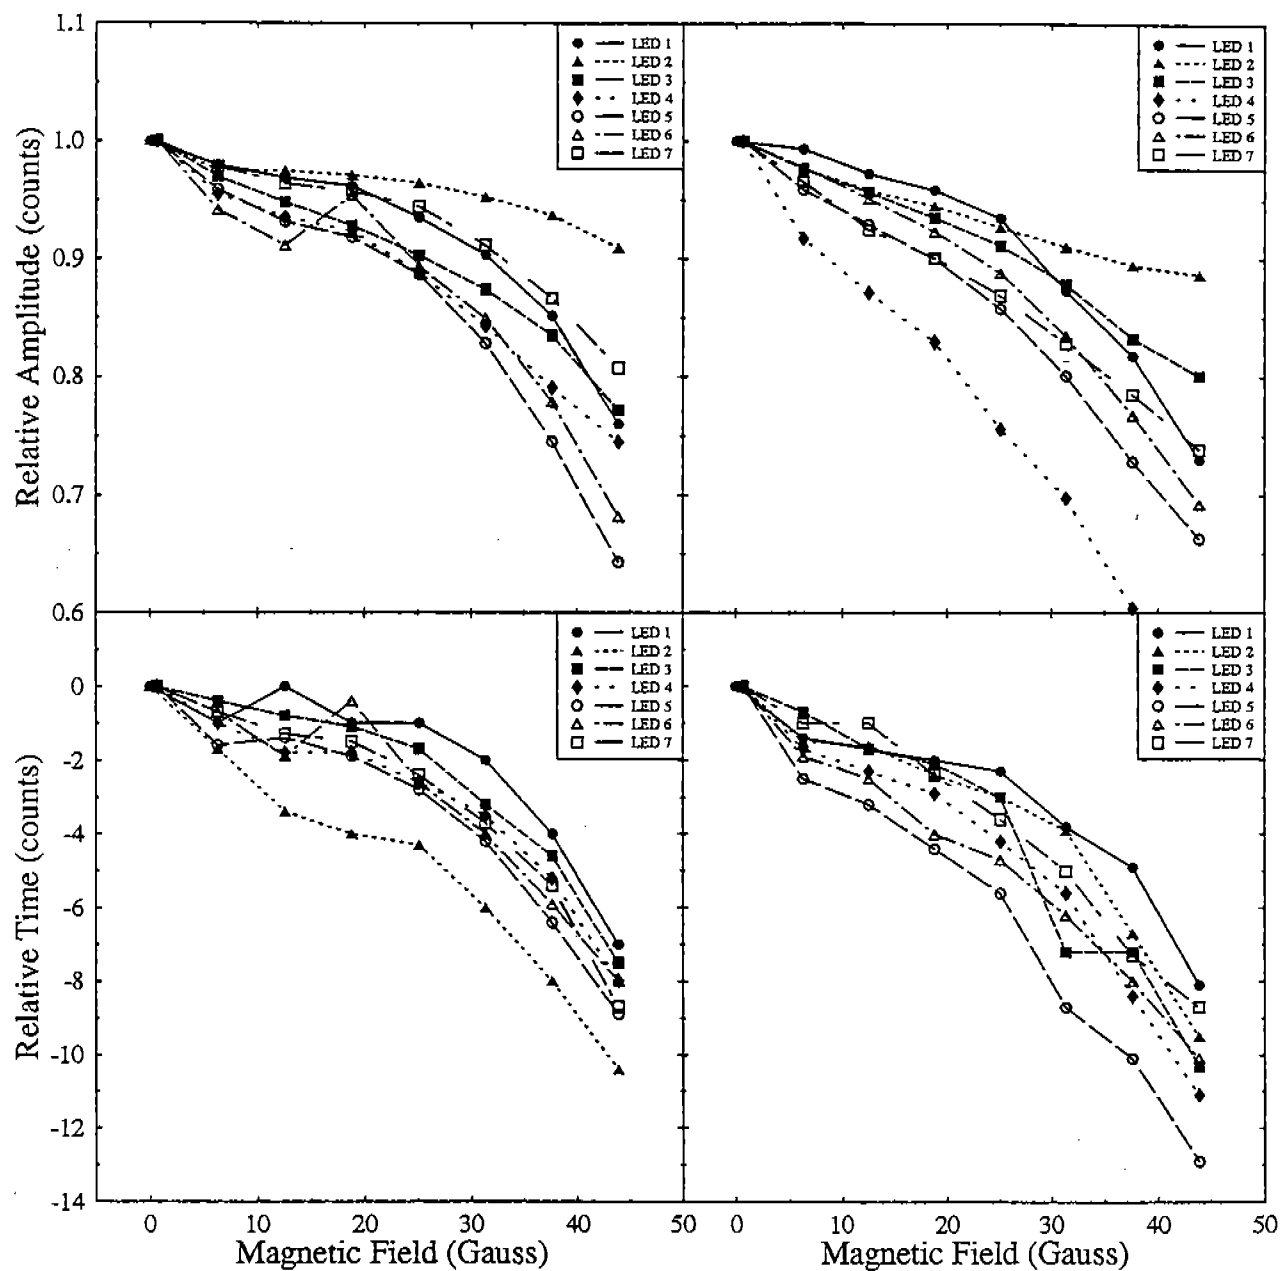 1.1
1.0
0.9
0.8
0.7
0.6
Relative Amplitude (counts)
LED 1
LED 2
LED 3
LED 4
LED 5
LED 6
LED 7
LED 1
LED 2
LED 3
LED 4
LED 5
LED 6
LED 7
0
-2
-4
-6
-8
-10
-12
-14
Relative Time (counts)
LED 1
LED 2
LED 3
LED 4
LED 5
LED 6
LED 7
LED 1
LED 2
LED 3
LED 4
LED 5
LED 6
LED 7
0 10 20 30 40 50
0 10 20 30 40 50
Magnetic Field (Gauss)
Magnetic Field (Gauss)